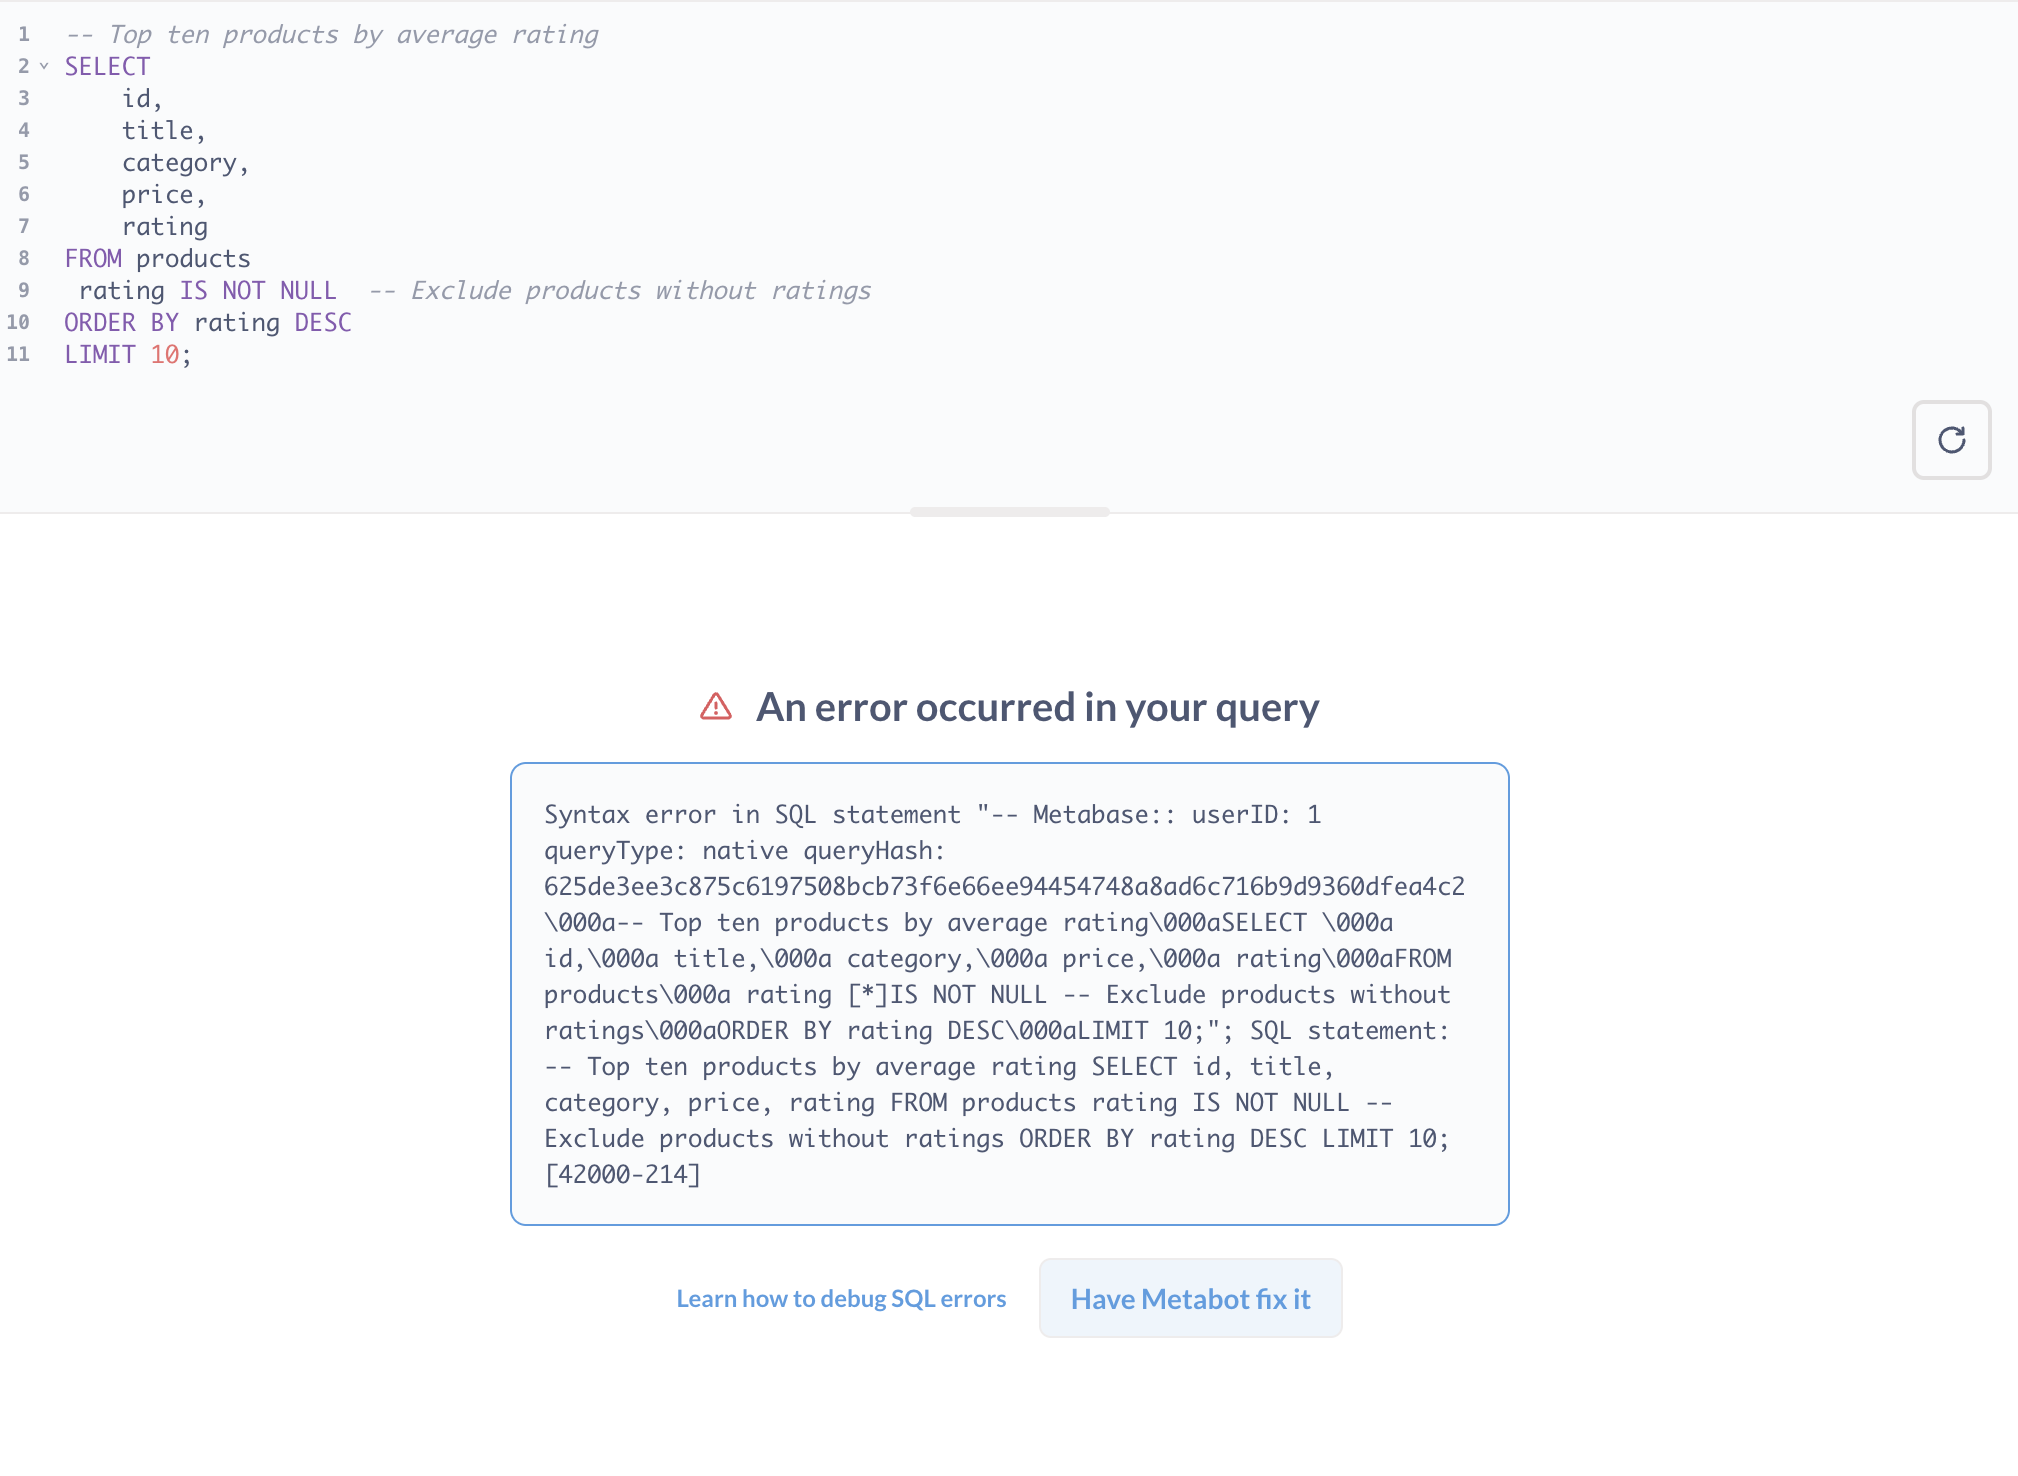 1 -- Top ten products by average rating
2 SELECT
3     id,
4     title,
5     category,
6     price,
7     rating
8 FROM products
9  rating IS NOT NULL  -- Exclude products without ratings
10 ORDER BY rating DESC
11 LIMIT 10;
An error occurred in your query
Syntax error in SQL statement "-- Metabase:: userID: 1
queryType: native queryHash:
625de3ee3c875c6197508bcb73f6e66ee94454748a8ad6c716b9d9360dfea4c2
\000a-- Top ten products by average rating\000aSELECT \000a
id,\000a title,\000a category,\000a price,\000a rating\000aFROM
products\000a rating [*]IS NOT NULL -- Exclude products without
ratings\000aORDER BY rating DESC\000aLIMIT 10;"; SQL statement:
-- Top ten products by average rating SELECT id, title,
category, price, rating FROM products rating IS NOT NULL --
Exclude products without ratings ORDER BY rating DESC LIMIT 10;
[42000-214]
Learn how to debug SQL errors
Have Metabot fix it